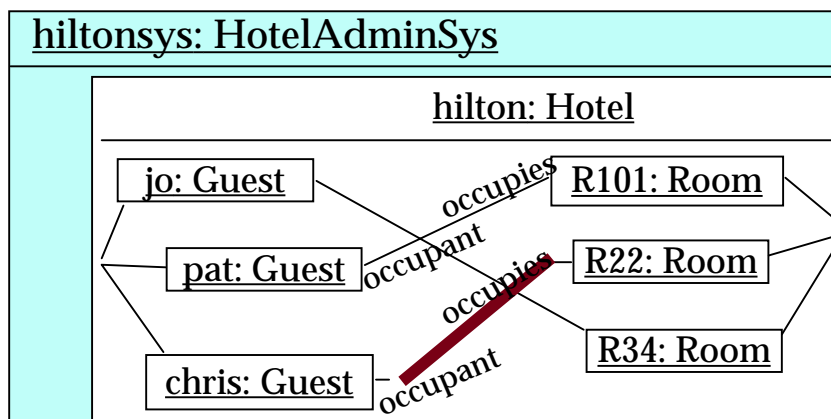 hiltonsys: HotelAdminSys
hilton: Hotel
jo: Guest
occupies
R101: Room
pat: Guest
occupant
occupies
R22: Room
R34: Room
chris: Guest
occupant